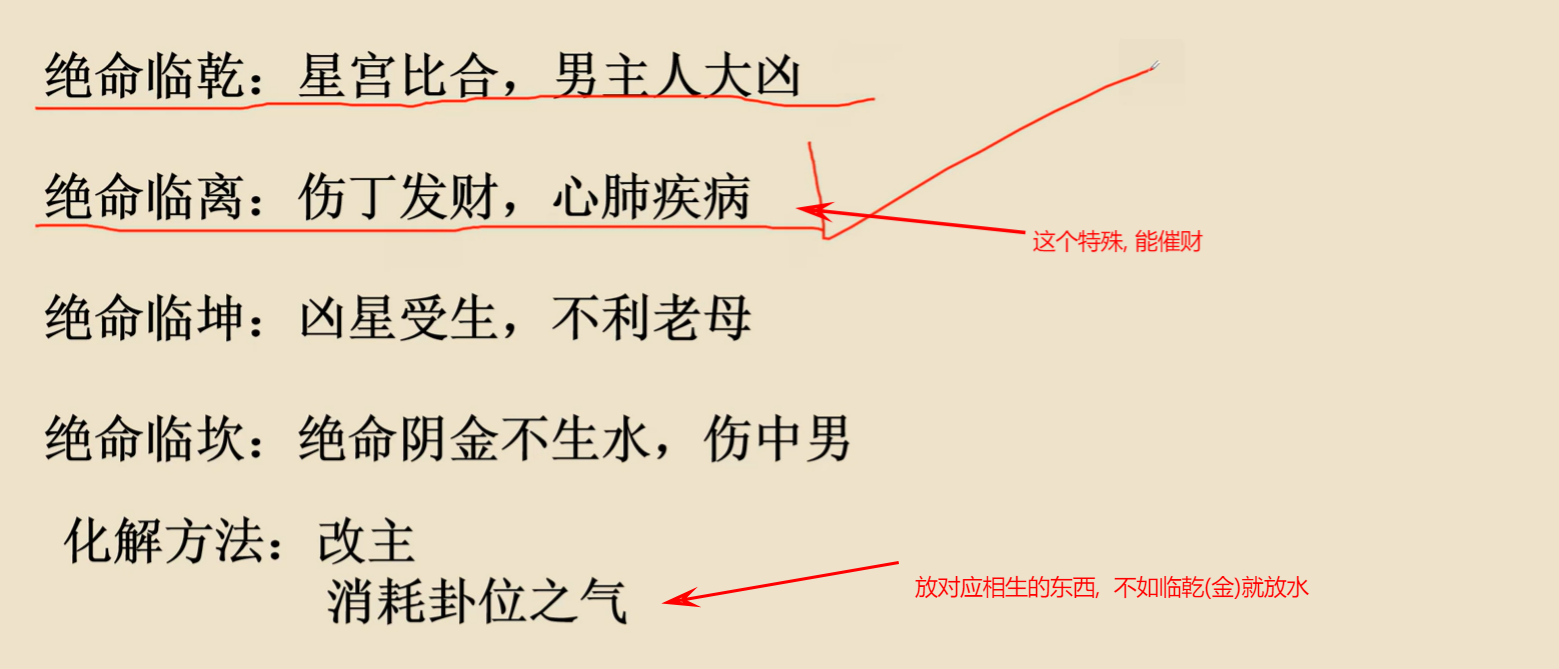 绝命临乾：星宫比合，男主人大凶
绝命临离：伤丁发财，心肺疾病
这个特殊, 能催财
绝命临坤：凶星受生，不利老母
绝命临坎：绝命阴金不生水，伤中男
化解方法：改主
消耗卦位之气
放对应相生的东西, 不如临乾(金)就放水